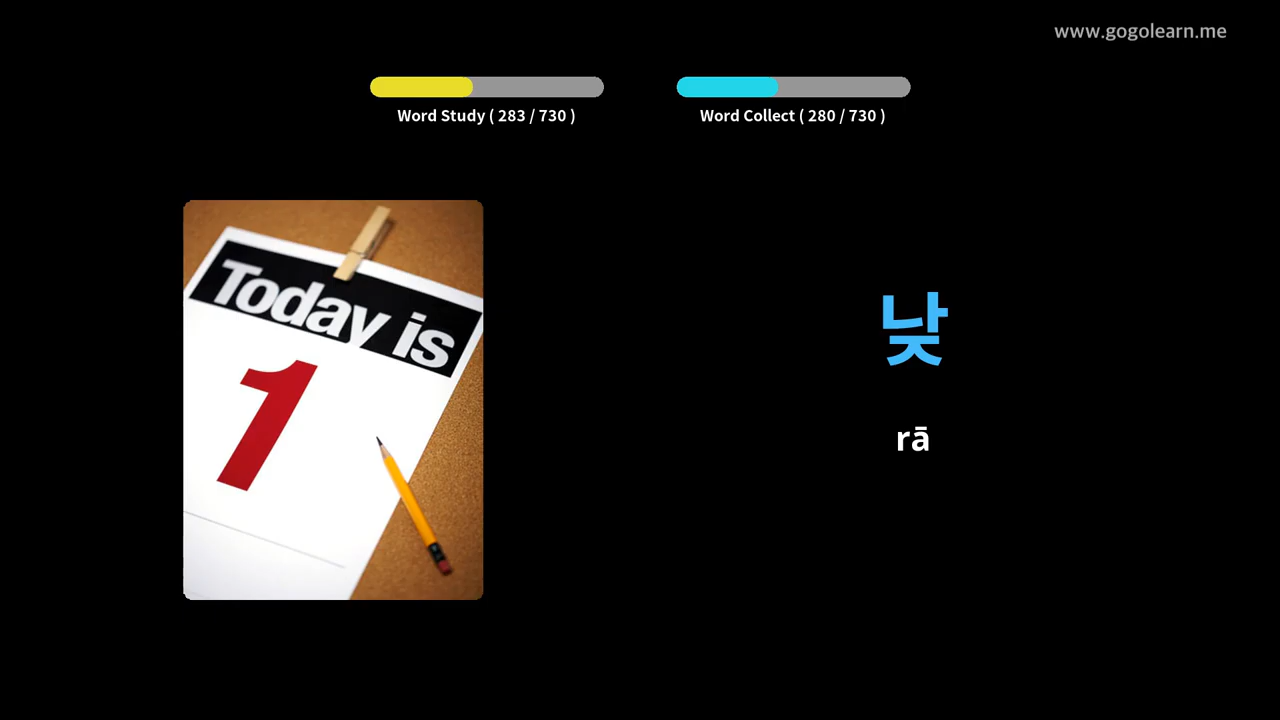 www.gogolearn.me
Word Study ( 283 / 730 )
Word Collect ( 280 / 730 )
Today is
1
낮
rā